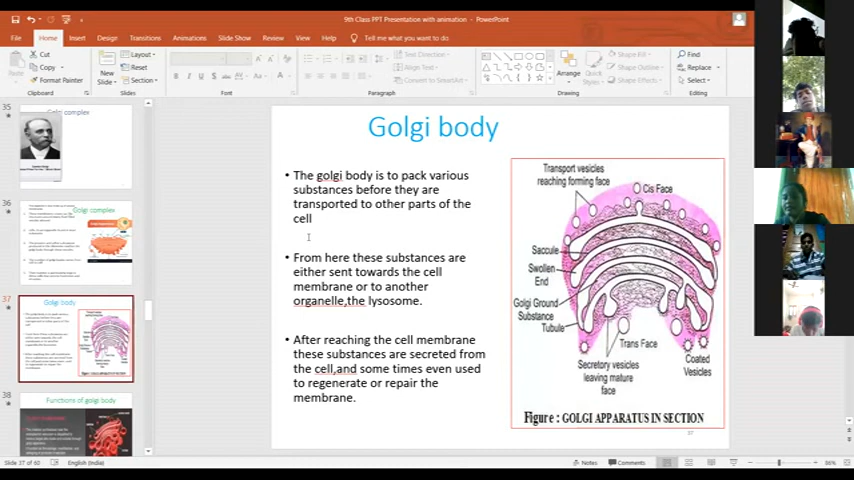 9th Class PPT Presentation with animation - PowerPoint
File
Home
Insert
Design
Transitions
Animations
Slide Show
Review
View
Help
Tell me what you want to do
Paste
Cut
Copy
Format Painter
Clipboard
New
Slide
Layout
Reset
Section
Slides
Font
Text Direction
Align Text
Convert to SmartArt
Paragraph
Arrange
Quick
Styles
Shape Fill
Shape Outline
Shape Effects
Drawing
Find
Replace
Select
Editing
35
Golgi complex
36
Golgi complex
37
Golgi body
38
Functions of golgi body
Golgi body
• The golgi body is to pack various
substances before they are
transported to other parts of the
cell
• From here these substances are
either sent towards the cell
membrane or to another
organelle,the lysosome.
• After reaching the cell membrane
these substances are secreted from
the cell,and some times even used
to regenerate or repair the
membrane.
Transport vesicles
reaching forming face
Cis Face
Saccule
Swollen
End
Golgi Ground
Substance
Tubule
Trans Face
Secretory vesicles
leaving mature
face
Coated
Vesicles
Figure : GOLGI APPARATUS IN SECTION
37
Slide 37 of 60
English (India)
Notes
Comments
86%